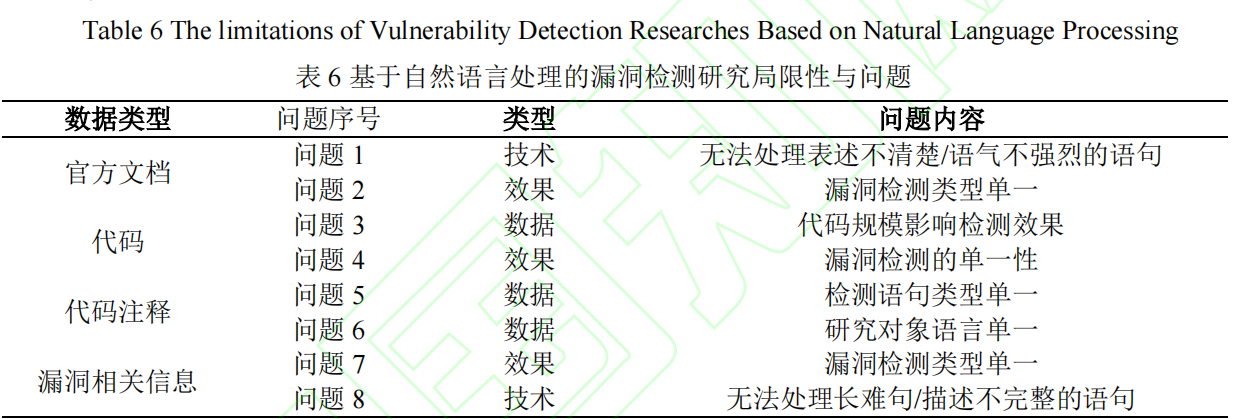 Table 6 The limitations of Vulnerability Detection Researches Based on Natural Language Processing
表 6 基于自然语言处理的漏洞检测研究局限性与问题
数据类型 问题序号 类型 问题内容
官方文档 问题 1 技术 无法处理表述不清楚/语气不强烈的语句
问题 2 效果 漏洞检测类型单一
代码 问题 3 数据 代码规模影响检测效果
问题 4 效果 漏洞检测的单一性
代码注释 问题 5 数据 检测语句类型单一
问题 6 数据 研究对象语言单一
漏洞相关信息 问题 7 效果 漏洞检测类型单一
问题 8 技术 无法处理长难句/描述不完整的语句